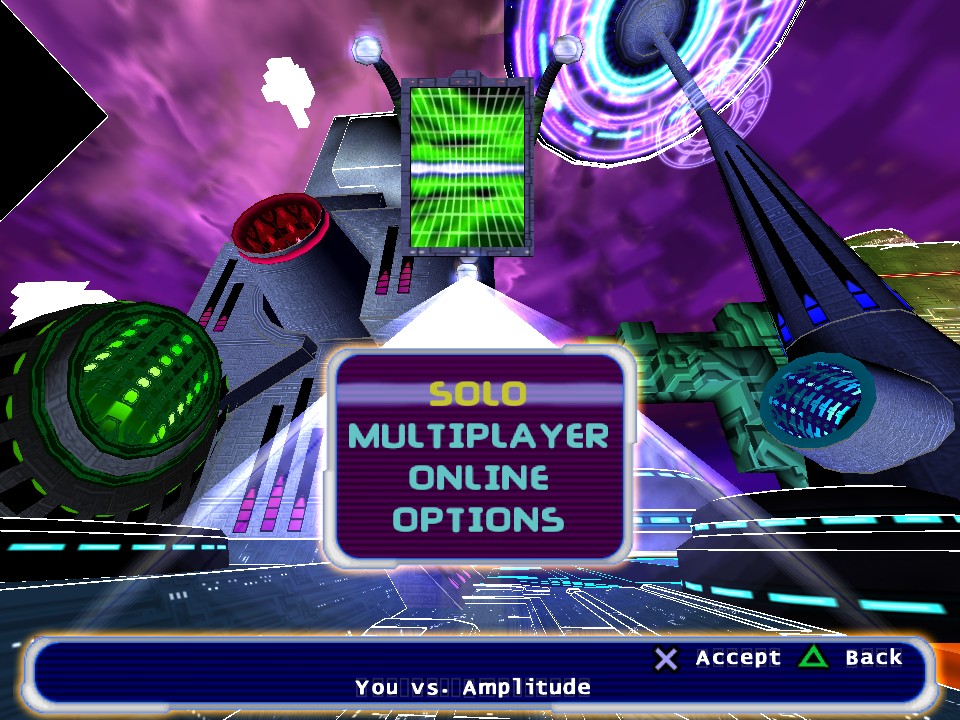 SOLO
MULTIPLAYER
ONLINE
OPTIONS
Accept Back
You vs. Amplitude